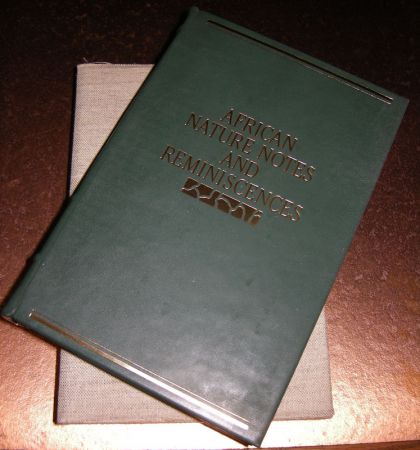 AFRICAN
NATURE NOTES
AND
REMINISCENCES